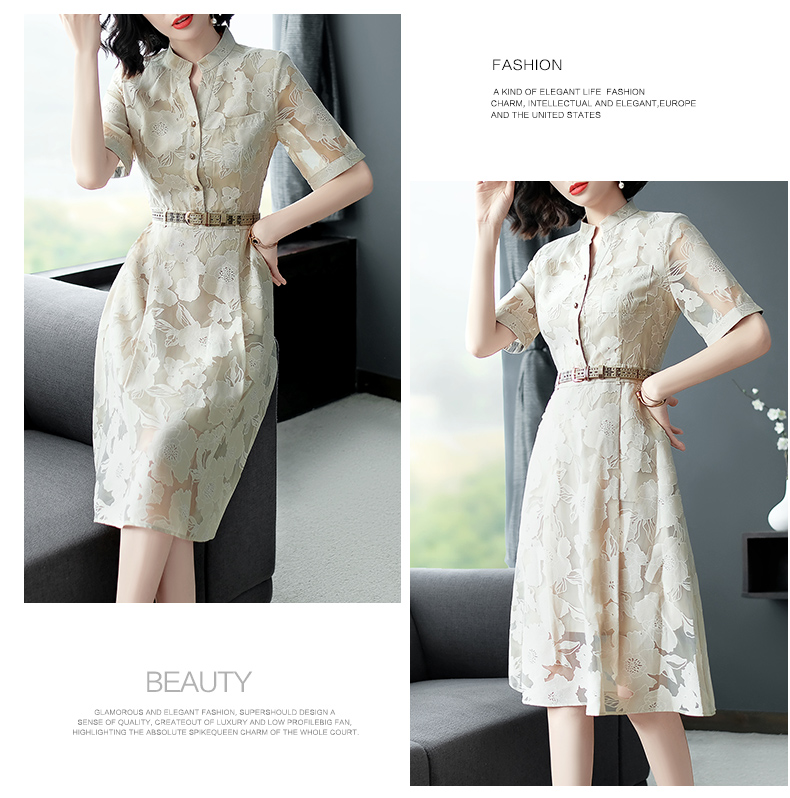 FASHION
A KIND OF ELEGANT LIFE FASHION
CHARM, INTELLECTUAL AND ELEGANT,EUROPE
AND THE UNITED STATES
BEAUTY
GLAMOROUS AND ELEGANT FASHION, SUPERSHOULD DESIGN A
SENSE OF QUALITY, CREATEOUT OF LUXURY AND LOW PROFILEBIG FAN,
HIGHLIGHTING THE ABSOLUTE SPIKEQUEEN CHARM OF THE WHOLE COURT.